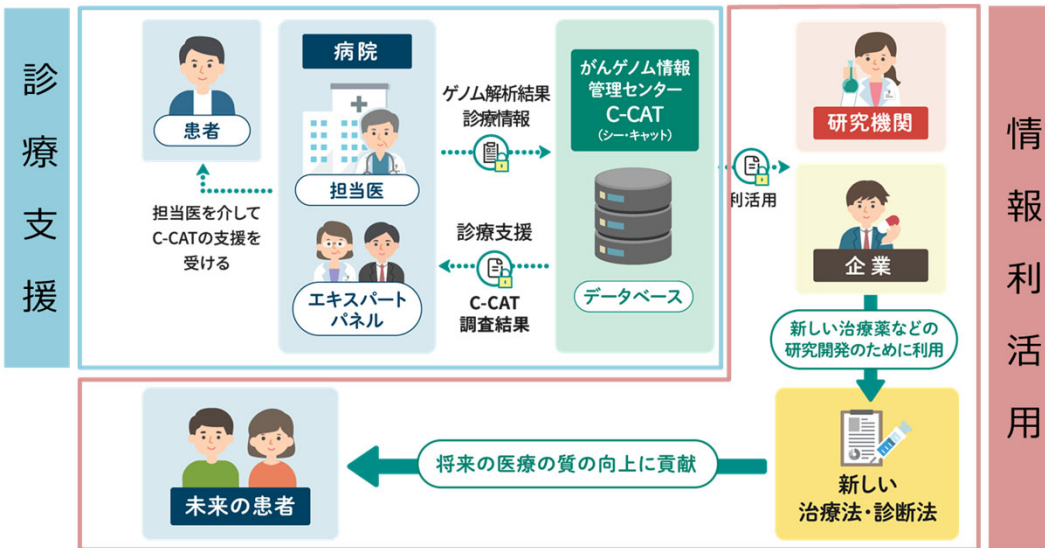 診療支援
患者
担当医を介して
C-CATの支援を
受ける
病院
担当医
エキスパート
パネル
ゲノム解析結果
診療情報
診療支援
C-CAT
調査結果
がんゲノム情報
管理センター
C-CAT
(シー・キャット)
データベース
利活用
研究機関
企業
新しい治療薬などの
研究開発のために利用
新しい
治療法・診断法
将来の医療の質の向上に貢献
未来の患者
情報利活用